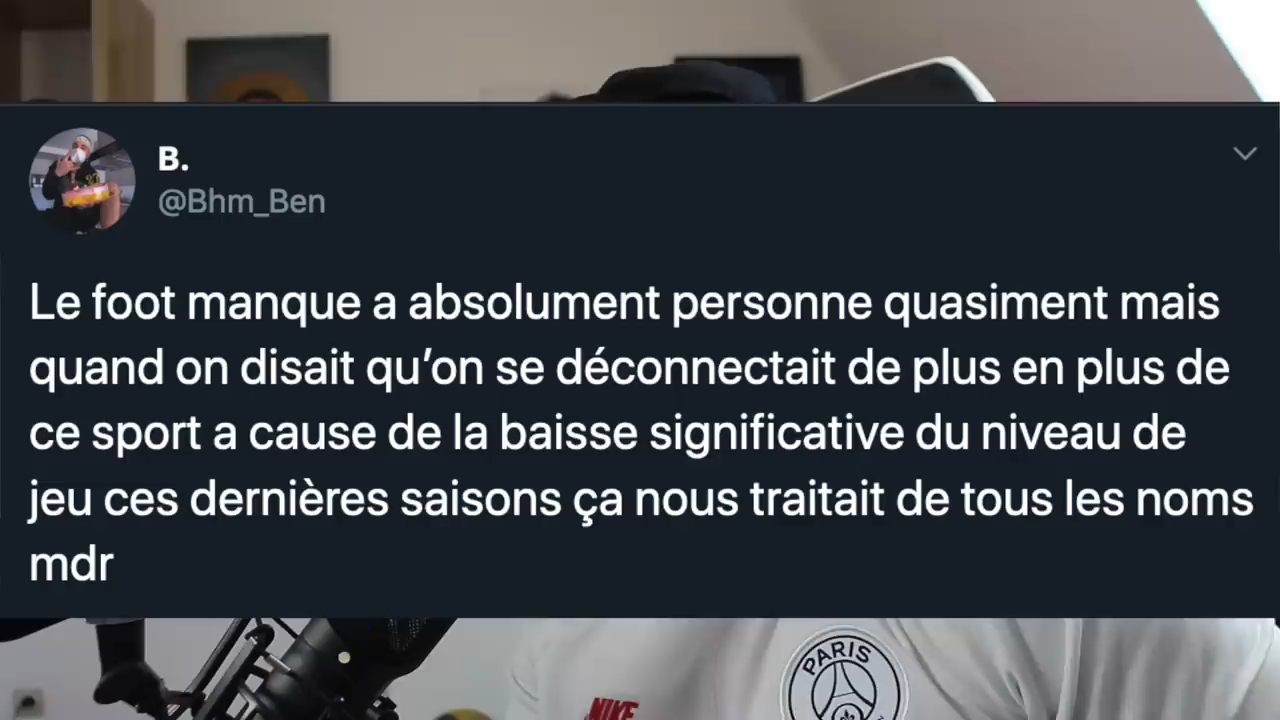 B.
@Bhm_Ben
Le foot manque a absolument personne quasiment mais
quand on disait qu’on se déconnectait de plus en plus de
ce sport a cause de la baisse significative du niveau de
jeu ces dernières saisons ça nous traitait de tous les noms
mdr
PARIS
NIKE